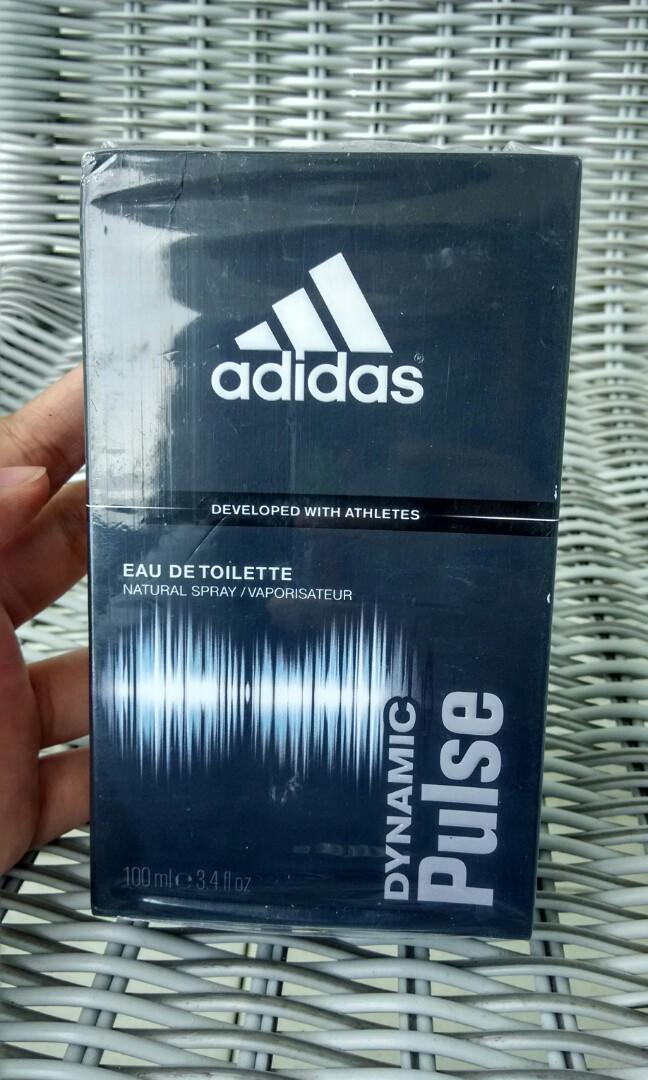 adidas®
DEVELOPED WITH ATHLETES
EAU DE TOILETTE
NATURAL SPRAY / VAPORISATEUR
DYNAMIC
Pulse
100 ml ℮ 3.4 fl oz